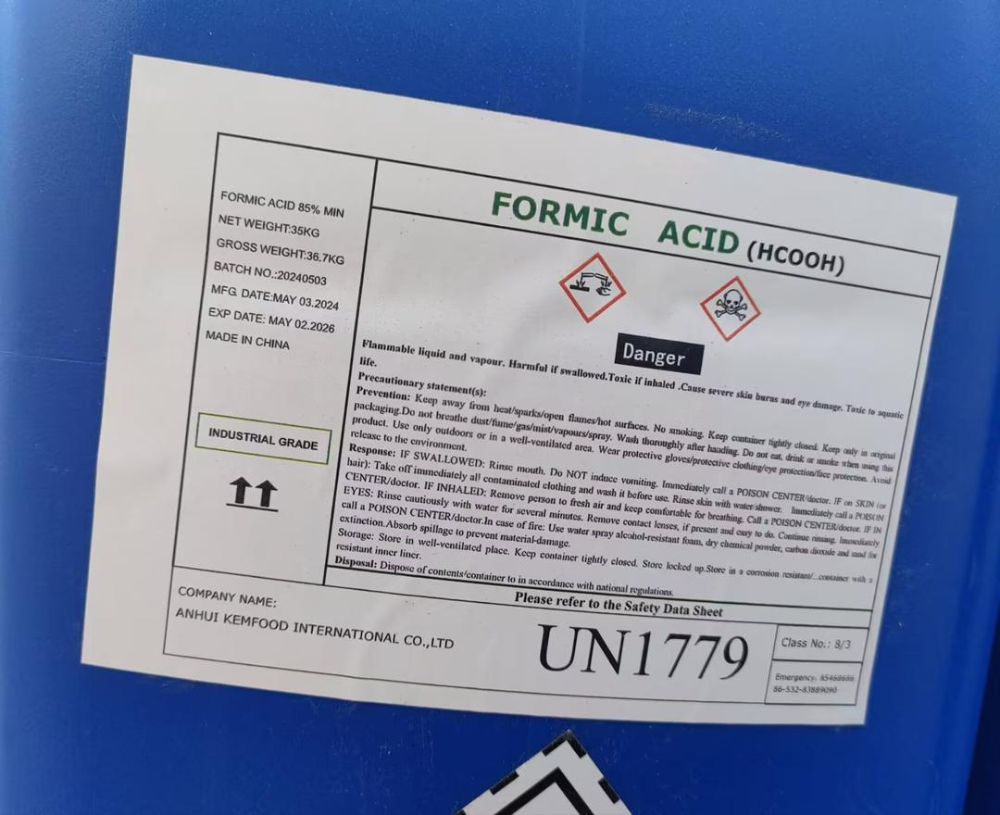 FORMIC ACID 85% MIN
NET WEIGHT:35KG
GROSS WEIGHT:36.7KG
BATCH NO.:20240503
MFG. DATE:MAY 03.2024
EXP DATE: MAY 02.2026
MADE IN CHINA
INDUSTRIAL GRADE
FORMIC ACID (HCOOH)
Danger
Flammable liquid and vapour. Harmful if swallowed.Toxic if inhaled .Cause severe skin buras and eye damage. Toxic to aquatic
life.
Precautionary statement(s):
Prevention: Keep away from heat/sparks/open flames/hot surfaces. No smoking. Keep container tightly closed. Keep only in original
packaging.Do not breathe dust/fume/gas/mist/vapours/spray. Wash thoroughly after handling. Do not eat, drink or smoke when using this
product. Use only outdoors or in a well-ventilated area. Wear protective gloves/protective clothing/eye protection/face protection. Avoid
release to the environment.
Response: IF SWALLOWED: Rinse mouth. Do NOT induce vomiting. Immediately call a POISON CENTER/doctor. IF on SKIN (or
hair): Take off immediately all contaminated clothing and wash it before use. Rinse skin with water/shower. Immediately call a POISON
CENTER/doctor. IF INHALED: Remove person to fresh air and keep comfortable for breathing. Call a POISON CENTER/doctor. IF IN
EYES: Rinse cautiously with water for several minutes. Remove contact lenses, if present and easy to do. Continue rinsing. Immediately
call a POISON CENTER/doctor.In case of fire: Use water spray alcohol-resistant foam, dry chemical powder, carbon dioxide and sand for
extinction.Absorb spillage to prevent material-damage.
Storage: Store in well-ventilated place. Keep container tightly closed. Store locked up.Store in a corrosion resistant/...container with a
resistant inner liner.
Disposal: Dispose of contents/container to in accordance with national regulations.
Please refer to the Safety Data Sheet
COMPANY NAME:
ANHUI KEMFOOD INTERNATIONAL CO.,LTD
UN1779
Class No.: 8/3
Emergency:
86-532-83889090